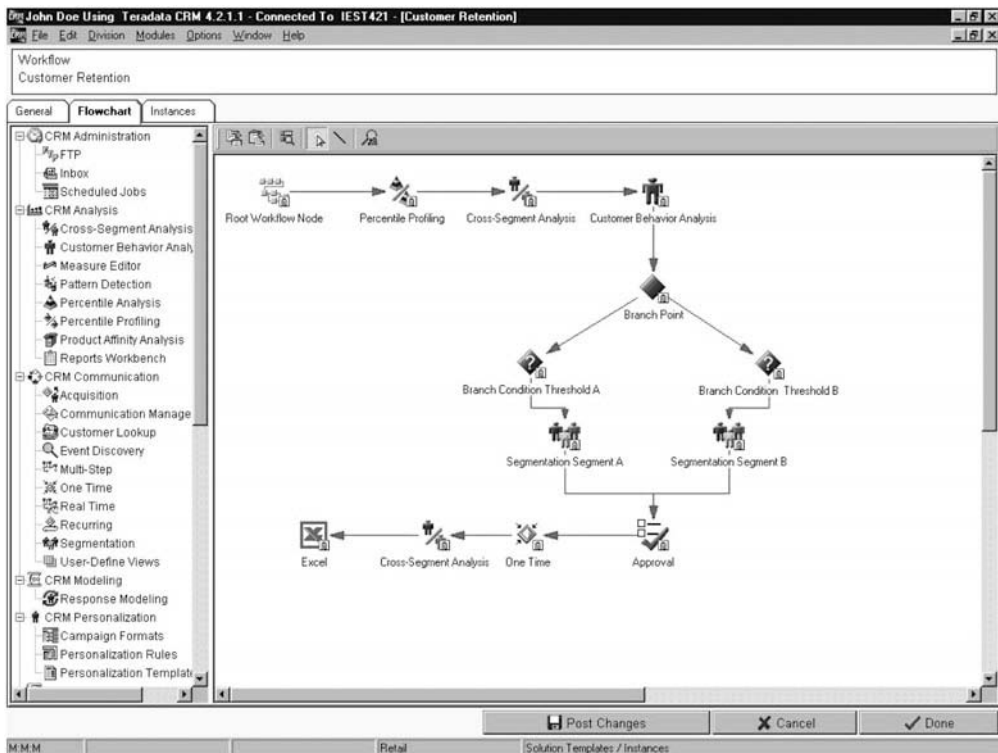 John Doe Using Teradata CRM 4.2.1.1 - Connected To IEST421 - [Customer Retention]
File Edit Division Modules Options Window Help
Workflow
Customer Retention
General Flowchart Instances
CRM Administration
FTP
Inbox
Scheduled Jobs
CRM Analysis
Cross-Segment Analysis
Customer Behavior Analy
Measure Editor
Pattern Detection
Percentile Analysis
Percentile Profiling
Product Affinity Analysis
Reports Workbench
CRM Communication
Acquisition
Communication Manage
Customer Lookup
Event Discovery
Multi-Step
One Time
Real Time
Recurring
Segmentation
User-Define Views
CRM Modeling
Response Modeling
CRM Personalization
Campaign Formats
Personalization Rules
Personalization Template
Root Workflow Node Percentile Profiling Cross-Segment Analysis Customer Behavior Analysis
Branch Point
Branch Condition Threshold A Branch Condition Threshold B
Segmentation Segment A Segmentation Segment B
Excel Cross-Segment Analysis One Time Approval
Post Changes Cancel Done
M M M Retail Solution Templates / Instances